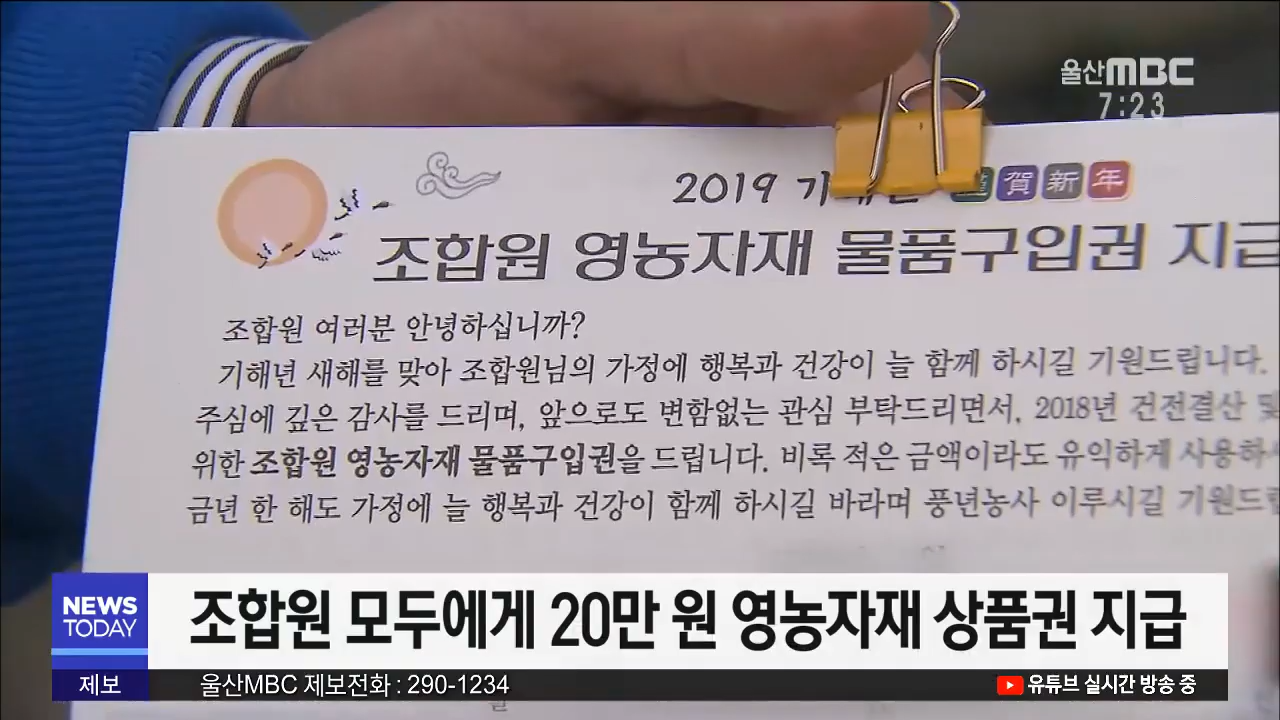 울산MBC
7:23
2019 기 賀 新 年
조합원 영농자재 물품구입권 지급
조합원 여러분 안녕하십니까?
기해년 새해를 맞아 조합원님의 가정에 행복과 건강이 늘 함께 하시길 기원드립니다.
주심에 깊은 감사를 드리며, 앞으로도 변함없는 관심 부탁드리면서, 2018년 건전결산 및
위한 조합원 영농자재 물품구입권을 드립니다. 비록 적은 금액이라도 유익하게 사용하시
금년 한 해도 가정에 늘 행복과 건강이 함께 하시길 바라며 풍년농사 이루시길 기원드립
NEWS
TODAY
조합원 모두에게 20만 원 영농자재 상품권 지급
제보
울산MBC 제보전화 : 290-1234
유튜브 실시간 방송 중